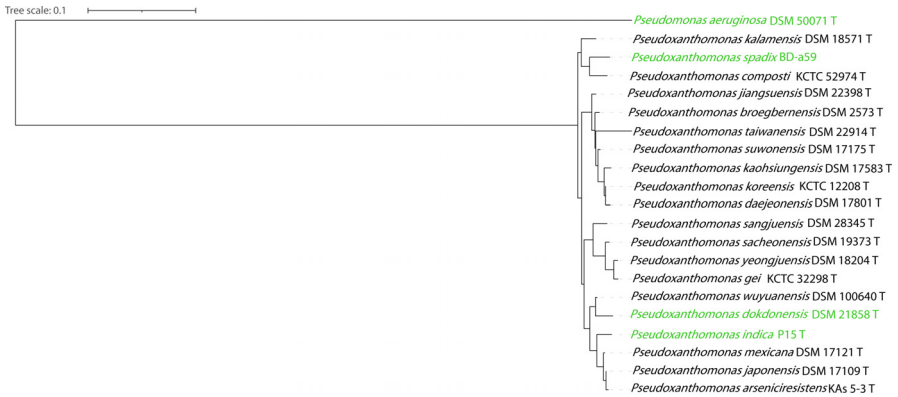 Tree scale: 0.1
Pseudomonas aeruginosa DSM 50071 T
Pseudoxanthomonas kalamensis DSM 18571 T
Pseudoxanthomonas spadix BD-a59
Pseudoxanthomonas composti KCTC 52974 T
Pseudoxanthomonas jiangsuensis DSM 22398 T
Pseudoxanthomonas broegbernensis DSM 2573 T
Pseudoxanthomonas taiwanensis DSM 22914 T
Pseudoxanthomonas suwonensis DSM 17175 T
Pseudoxanthomonas kaohsiungensis DSM 17583 T
Pseudoxanthomonas koreensis KCTC 12208 T
Pseudoxanthomonas daejeonensis DSM 17801 T
Pseudoxanthomonas sangjuensis DSM 28345 T
Pseudoxanthomonas sacheonensis DSM 19373 T
Pseudoxanthomonas yeongjuensis DSM 18204 T
Pseudoxanthomonas gei KCTC 32298 T
Pseudoxanthomonas wuyuanensis DSM 100640 T
Pseudoxanthomonas dokdonensis DSM 21858 T
Pseudoxanthomonas indica P15 T
Pseudoxanthomonas mexicana DSM 17121 T
Pseudoxanthomonas japonensis DSM 17109 T
Pseudoxanthomonas arseniciresistens KAs 5-3 T